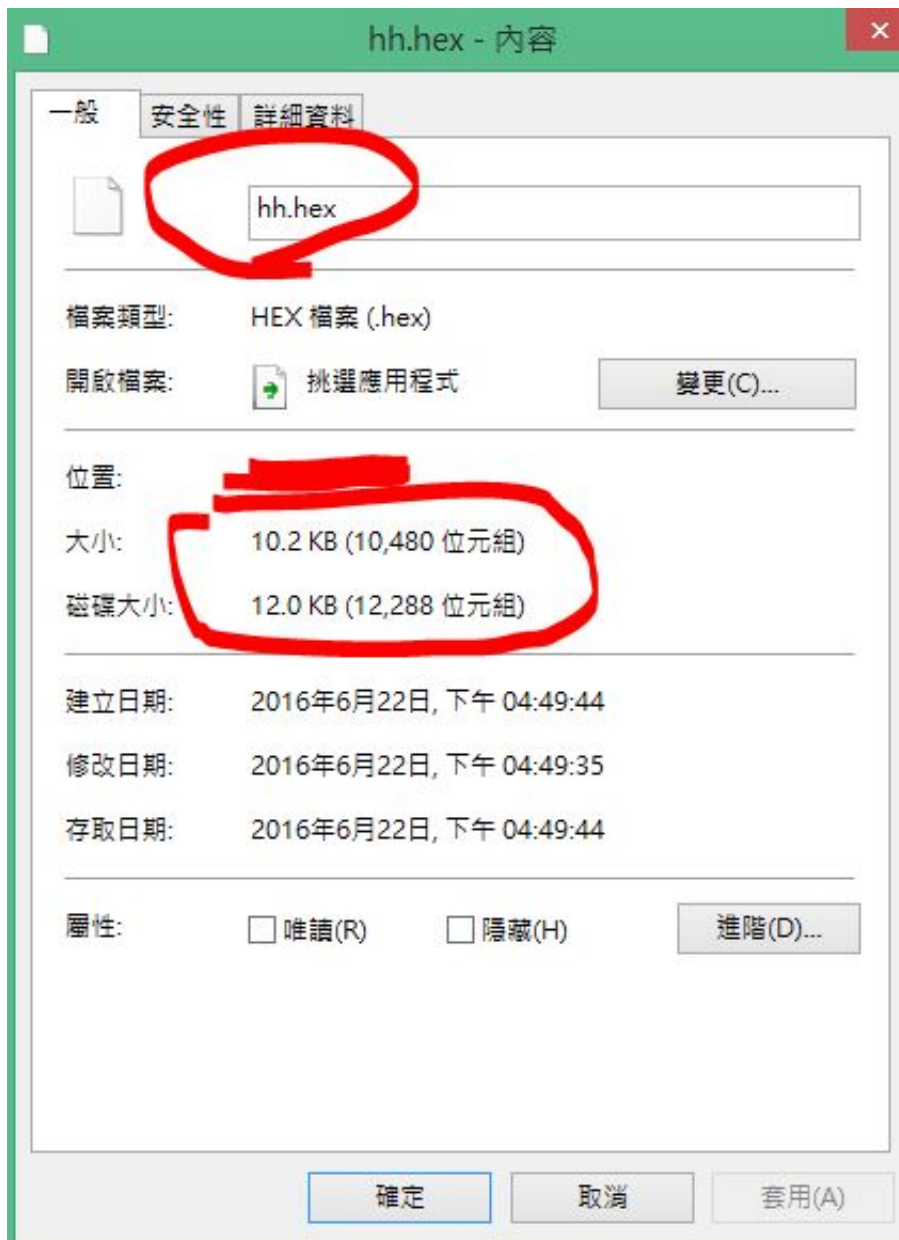 hh.hex - 內容
一般 安全性 詳細資料
hh.hex
檔案類型: HEX 檔案 (.hex)
開啟檔案: 挑選應用程式 變更(C)...
位置:
大小: 10.2 KB (10,480 位元組)
磁碟大小: 12.0 KB (12,288 位元組)
建立日期: 2016年6月22日, 下午 04:49:44
修改日期: 2016年6月22日, 下午 04:49:35
存取日期: 2016年6月22日, 下午 04:49:44
屬性: 唯讀(R) 隱藏(H) 進階(D)...
確定 取消 套用(A)